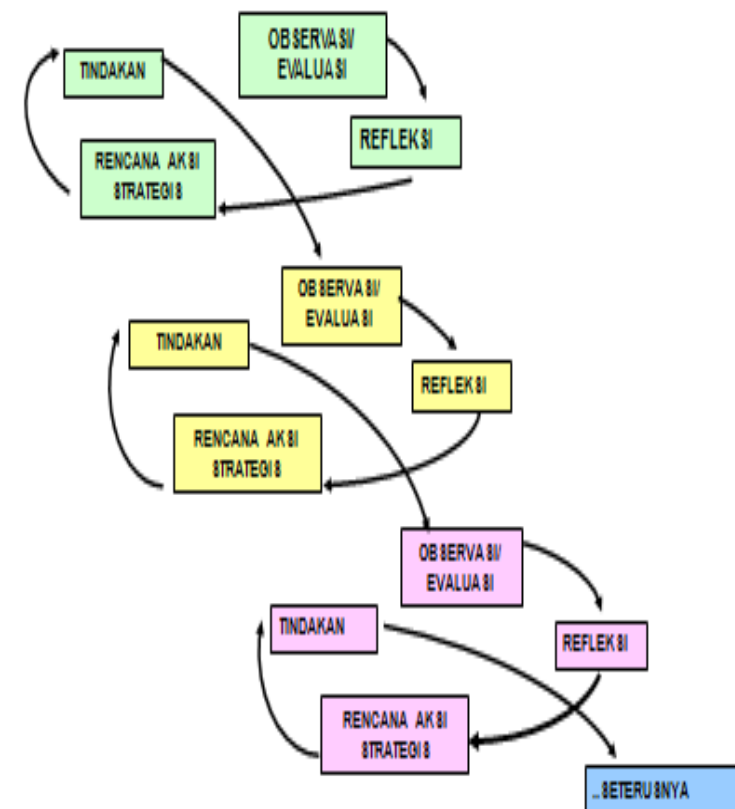 OBSERVASI/
EVALUASI
TINDAKAN
REFLEKSI
RENCANA AKSI
STRATEGIS
OBSERVASI/
EVALUASI
TINDAKAN
REFLEKSI
RENCANA AKSI
STRATEGIS
OBSERVASI/
EVALUASI
TINDAKAN
REFLEKSI
RENCANA AKSI
STRATEGIS
...SETERUSNYA